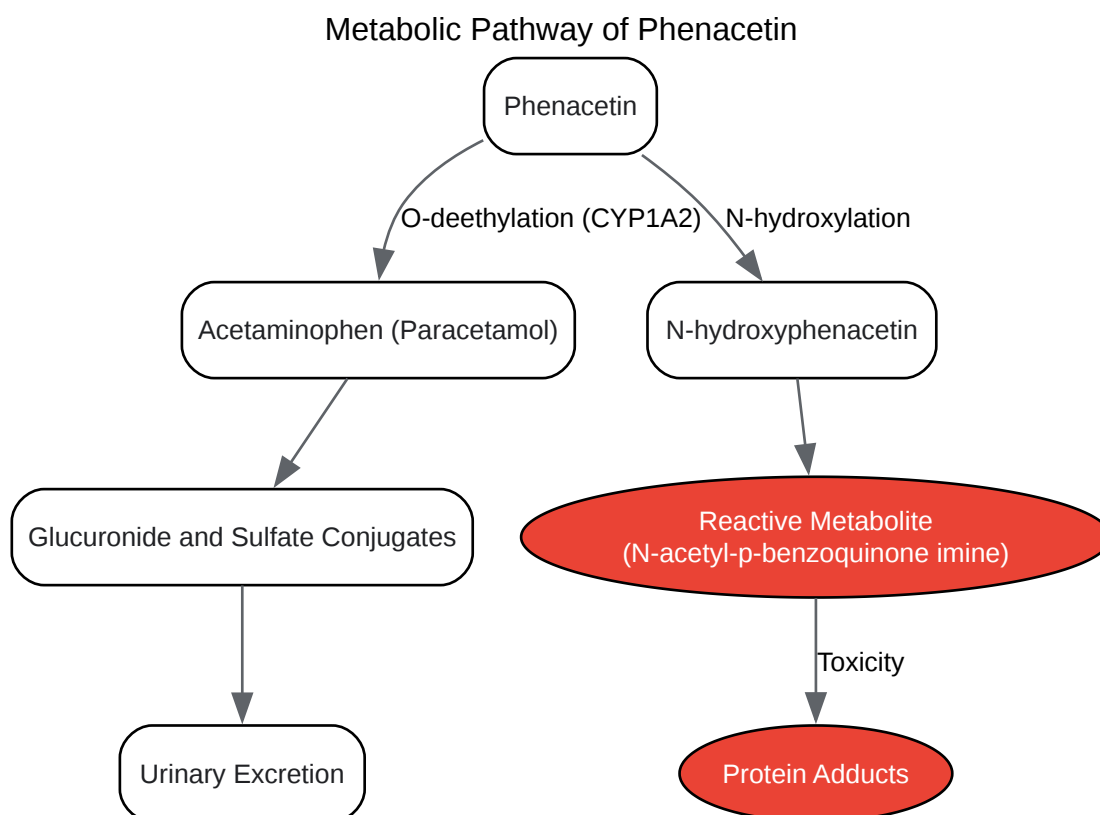 Metabolic Pathway of Phenacetin
Phenacetin
O-deethylation (CYP1A2)
N-hydroxylation
Acetaminophen (Paracetamol)
N-hydroxyphenacetin
Glucuronide and Sulfate Conjugates
Reactive Metabolite
(N-acetyl-p-benzoquinone imine)
Toxicity
Urinary Excretion
Protein Adducts